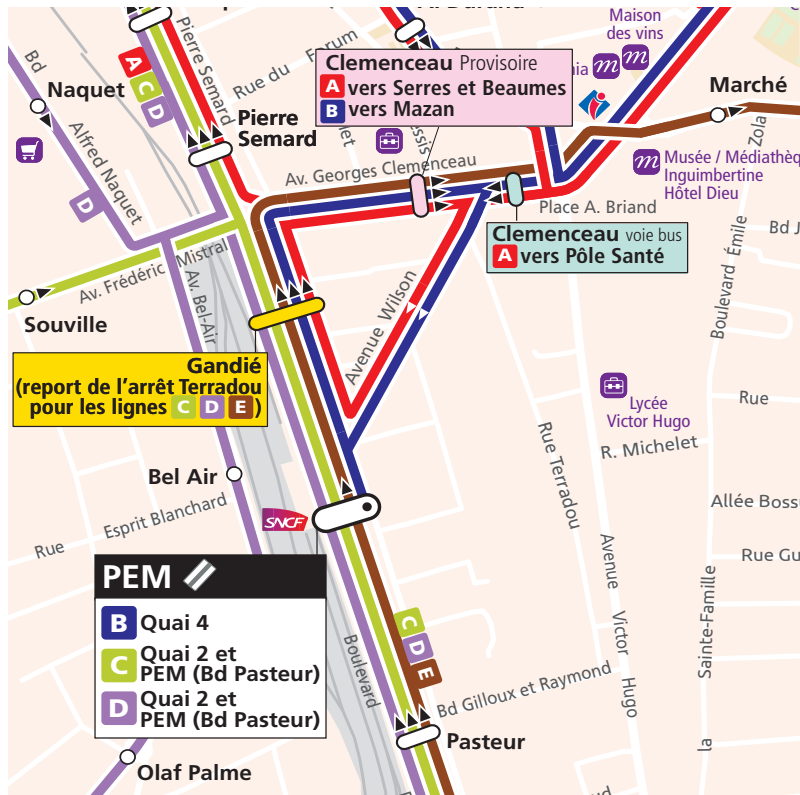 Maison
des vins
Clemenceau Provisoire
A vers Serres et Beaumes
B vers Mazan
Bd
Naquet
Alfred Naquet
D
A
C
D
Pierre Semard
Rue du Forum
Pierre
Semard
Marché
Zola
Musée / Médiathèq
Inguimbertine
Hôtel Dieu
Av. Georges Clemenceau
Place A. Briand
Clemenceau voie bus
A vers Pôle Santé
Bd J
Boulevard Émile
Av. Frédéric Mistral
Av. Bel-Air
Souville
Avenue Wilson
Gandié
(report de l'arrêt Terradou
pour les lignes C D E )
Lycée
Victor Hugo
Rue
R. Michelet
Rue Terradou
Bel Air
Rue Esprit Blanchard
SNCF
Allée Bossu
Rue Gu
Avenue Victor Hugo
Sainte-Famille
la
PEM
B Quai 4
C Quai 2 et
PEM (Bd Pasteur)
D Quai 2 et
PEM (Bd Pasteur)
Boulevard
C
D
E
Bd Gilloux et Raymond
Pasteur
Olaf Palme